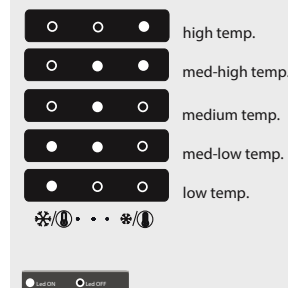 high temp.
med-high temp.
medium temp.
med-low temp.
low temp.
Led ON Led OFF